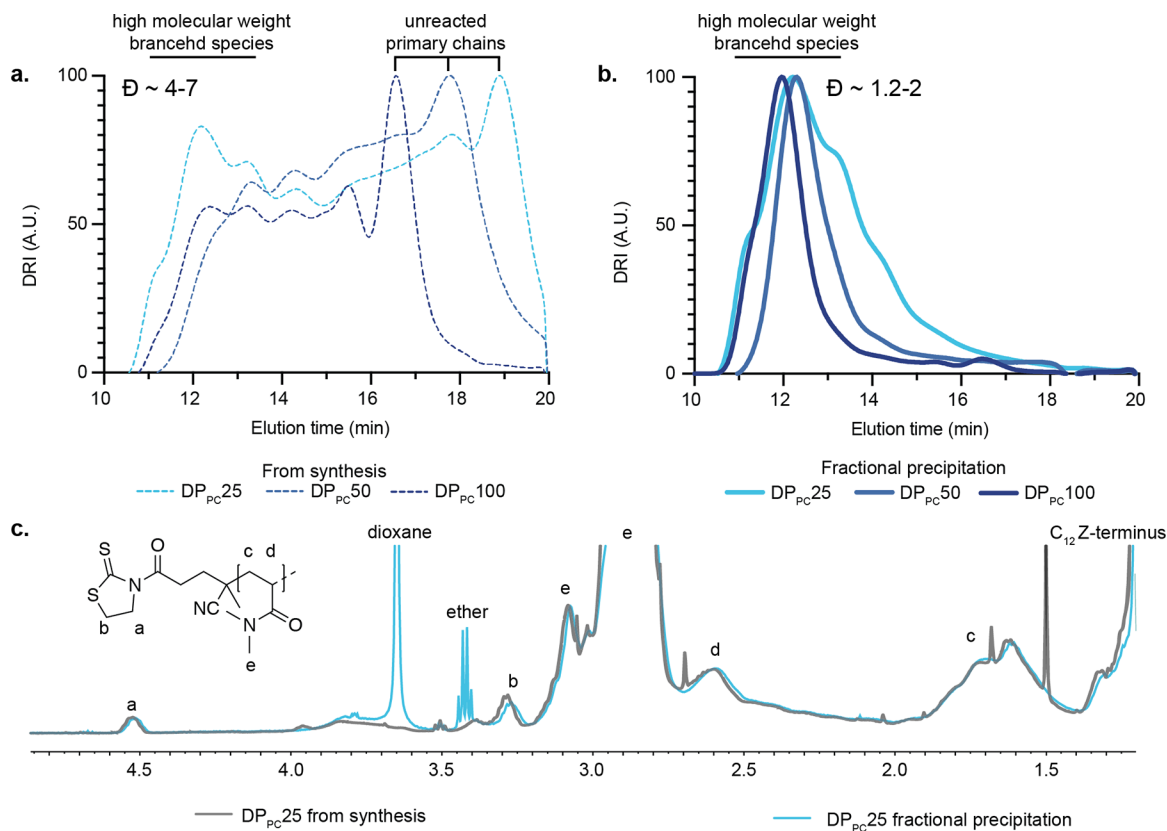 high molecular weight
brancehd species
unreacted
primary chains
a.
Đ ~ 4-7
100
50
0
DRI (A.U.)
10 12 14 16 18 20
Elution time (min)
From synthesis
DPPC25 DPPC50 DPPC100
high molecular weight
brancehd species
b.
Đ ~ 1.2-2
100
50
0
DRI (A.U.)
10 12 14 16 18 20
Elution time (min)
Fractional precipitation
DPPC25 DPPC50 DPPC100
c.
dioxane
ether
e
C12 Z-terminus
S
O
c d
S
N
b a
NC
N
O
e
a
b
e
d
c
4.5 4.0 3.5 3.0 2.5 2.0 1.5
DPPC25 from synthesis
DPPC25 fractional precipitation